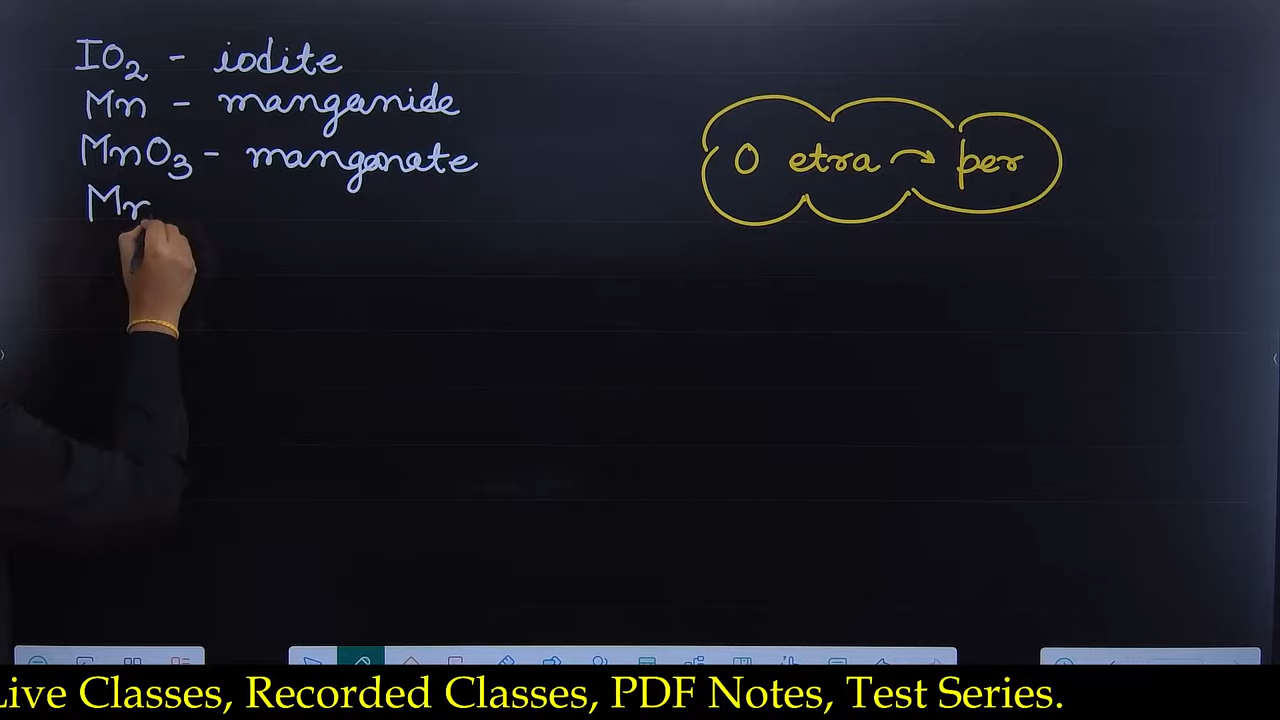 IO2 - iodite
Mn - manganide
MnO3 - manganate
Mn
O etra → per
Live Classes, Recorded Classes, PDF Notes, Test Series.